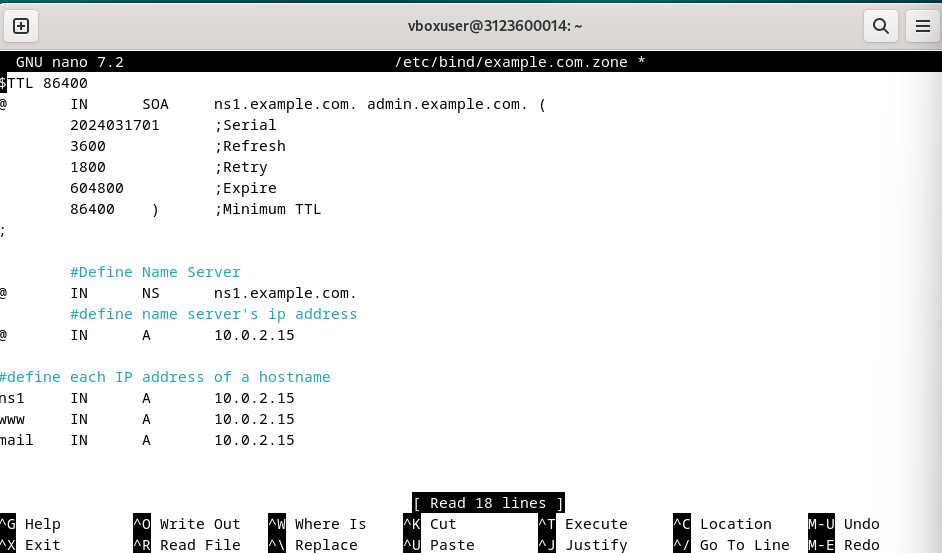 vboxuser@3123600014: ~
GNU nano 7.2 /etc/bind/example.com.zone *
$TTL 86400
@ IN SOA ns1.example.com. admin.example.com. (
2024031701 ;Serial
3600 ;Refresh
1800 ;Retry
604800 ;Expire
86400 ) ;Minimum TTL
;
#Define Name Server
@ IN NS ns1.example.com.
#define name server's ip address
@ IN A 10.0.2.15
#define each IP address of a hostname
ns1 IN A 10.0.2.15
www IN A 10.0.2.15
mail IN A 10.0.2.15
[ Read 18 lines ]
^G Help ^O Write Out ^W Where Is ^K Cut ^T Execute ^C Location M-U Undo
^X Exit ^R Read File ^\ Replace ^U Paste ^J Justify ^/ Go To Line M-E Redo